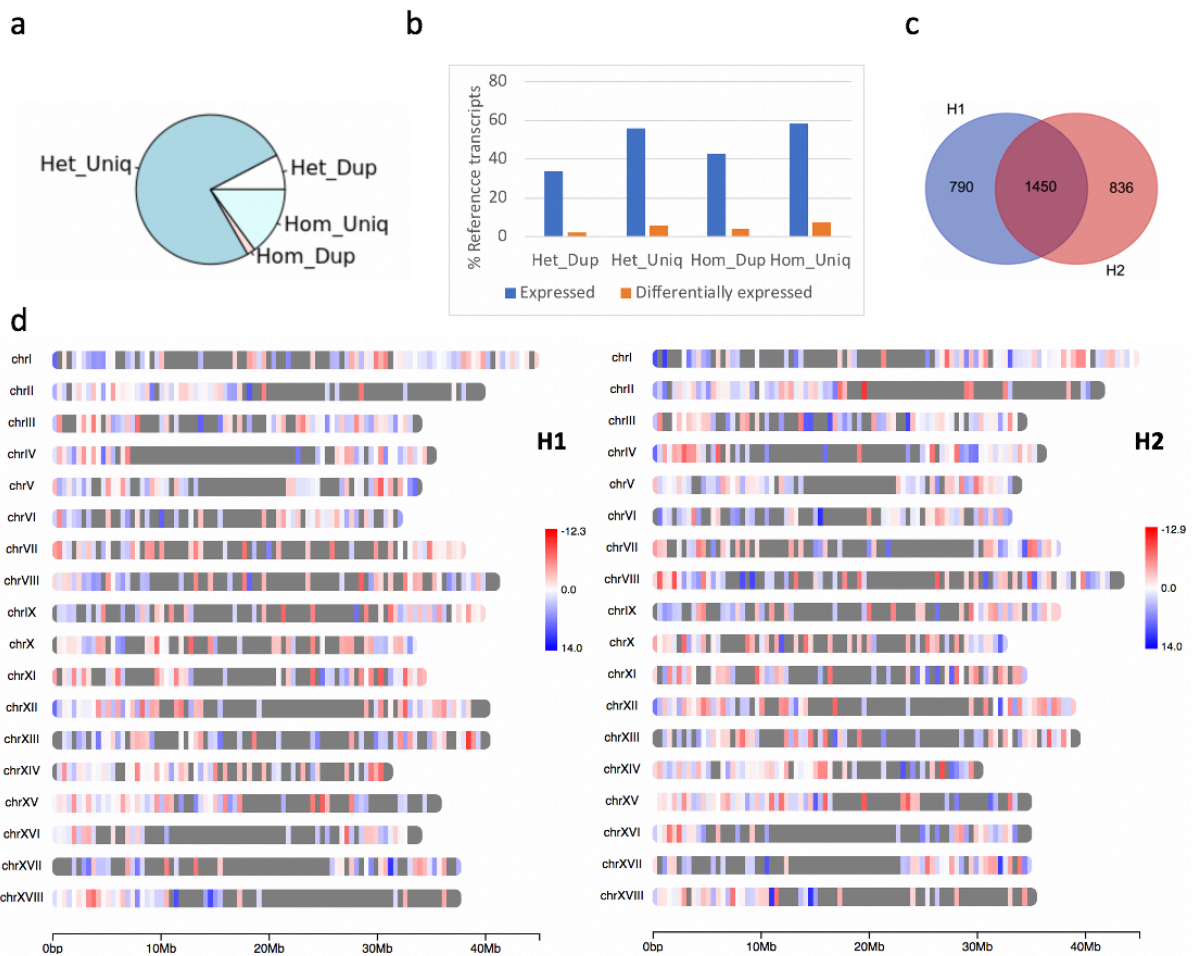 a
b
c
Het_Uniq
Het_Dup
Hom_Uniq
Hom_Dup
% Referencce transcripts
80
60
40
20
0
Het_Dup Het_Uniq Hom_Dup Hom_Uniq
Expressed Differentially expressed
H1
790 1450 836
H2
d
chrI
chrII
chrIII
chrIV
chrV
chrVI
chrVII
chrVIII
chrIX
chrX
chrXI
chrXII
chrXIII
chrXIV
chrXV
chrXVI
chrXVII
chrXVIII
0bp 10Mb 20Mb 30Mb 40Mb
H1
-12.3
0.0
14.0
chrI
chrII
chrIII
chrIV
chrV
chrVI
chrVII
chrVIII
chrIX
chrX
chrXI
chrXII
chrXIII
chrXIV
chrXV
chrXVI
chrXVII
chrXVIII
0bp 10Mb 20Mb 30Mb 40Mb
H2
-12.9
0.0
14.0